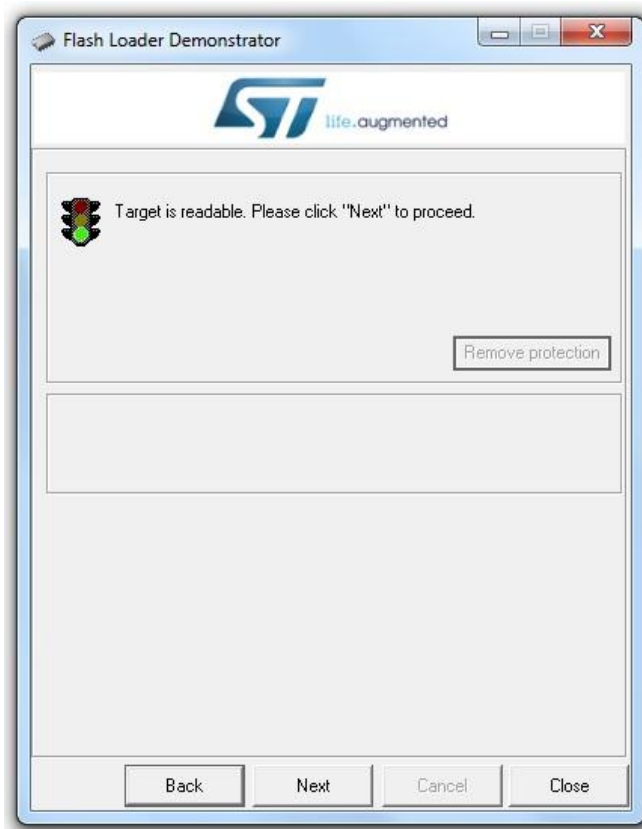 Flash Loader Demonstrator
ST
life.augmented
Target is readable. Please click "Next" to proceed.
Remove protection
Back
Next
Cancel
Close